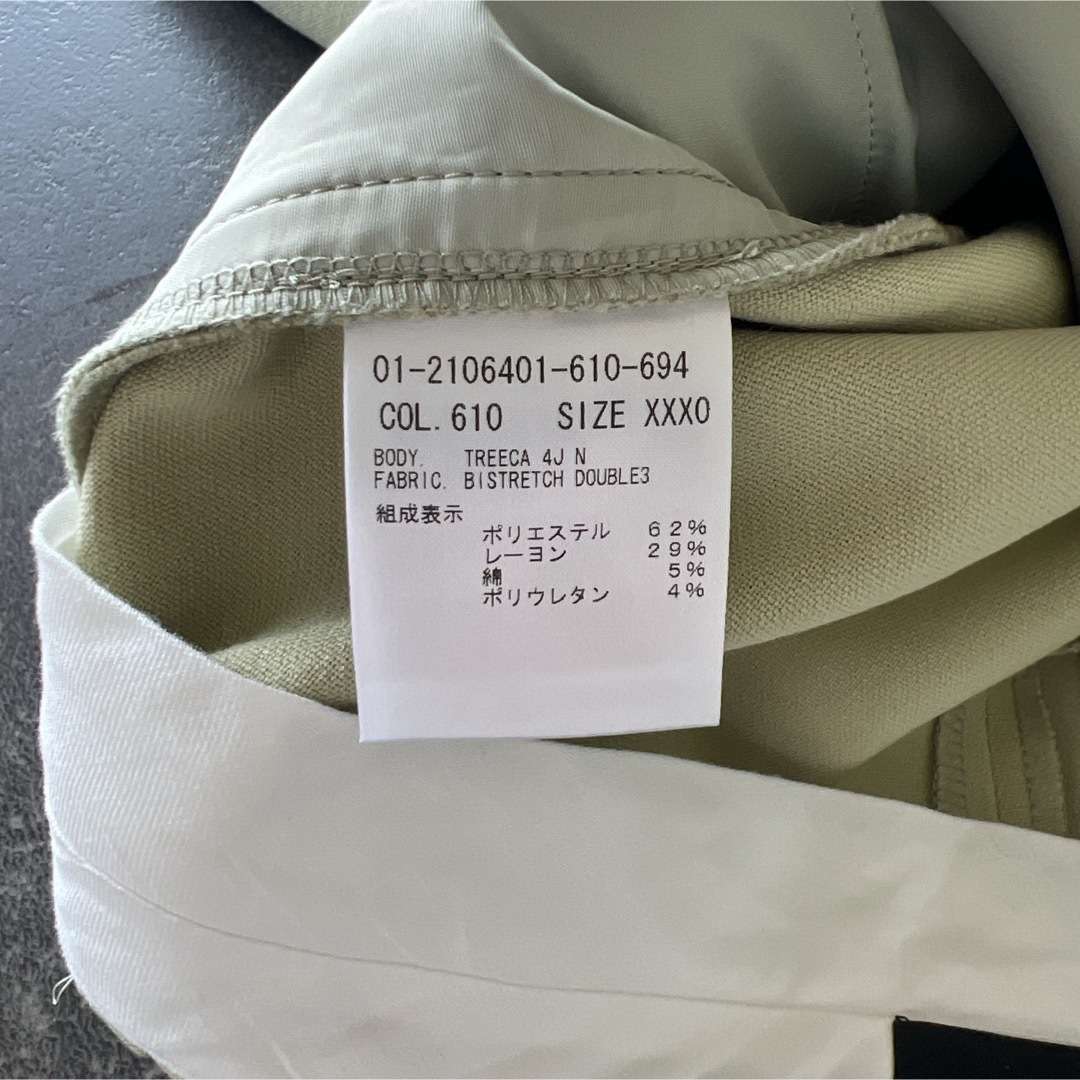 01-2106401-610-694
COL. 610 SIZE XXXO
BODY. TREECA 4J N
FABRIC. BISTRETCH DOUBLE3
組成表示
ポリエステル 62%
レーヨン 29%
綿 5%
ポリウレタン 4%